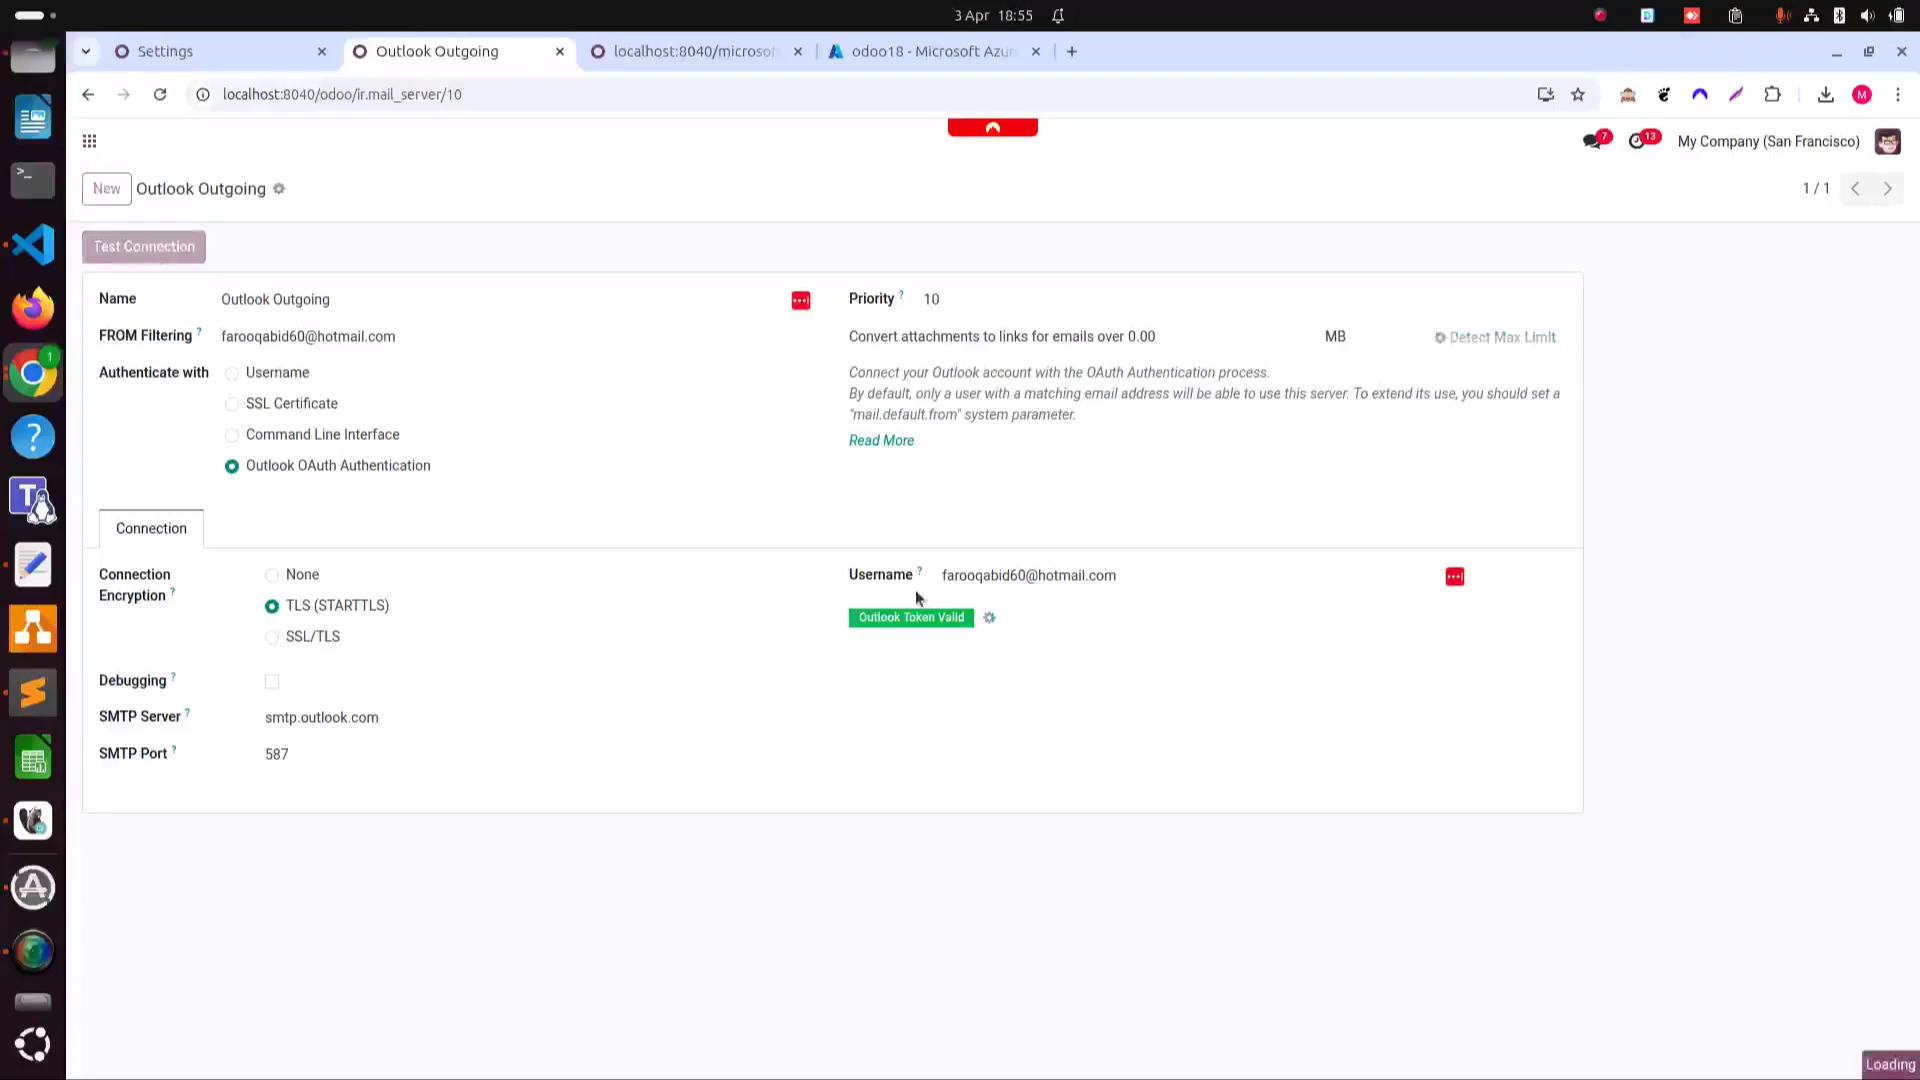 3 Apr 18:55
Settings
Outlook Outgoing
localhost:8040/microsof
odoo18 - Microsoft Azur
localhost:8040/odoo/ir.mail_server/10
M
7
13
My Company (San Francisco)
New
Outlook Outgoing
1 / 1
Test Connection
Name
Outlook Outgoing
Priority ?
10
FROM Filtering ?
farooqabid60@hotmail.com
Convert attachments to links for emails over 0.00
MB
Detect Max Limit
Authenticate with
Username
SSL Certificate
Command Line Interface
Outlook OAuth Authentication
Connect your Outlook account with the OAuth Authentication process.
By default, only a user with a matching email address will be able to use this server. To extend its use, you should set a
"mail.default.from" system parameter.
Read More
Connection
Connection
Encryption ?
None
TLS (STARTTLS)
SSL/TLS
Username ?
farooqabid60@hotmail.com
Outlook Token Valid
Debugging ?
SMTP Server ?
smtp.outlook.com
SMTP Port ?
587
Loading
1